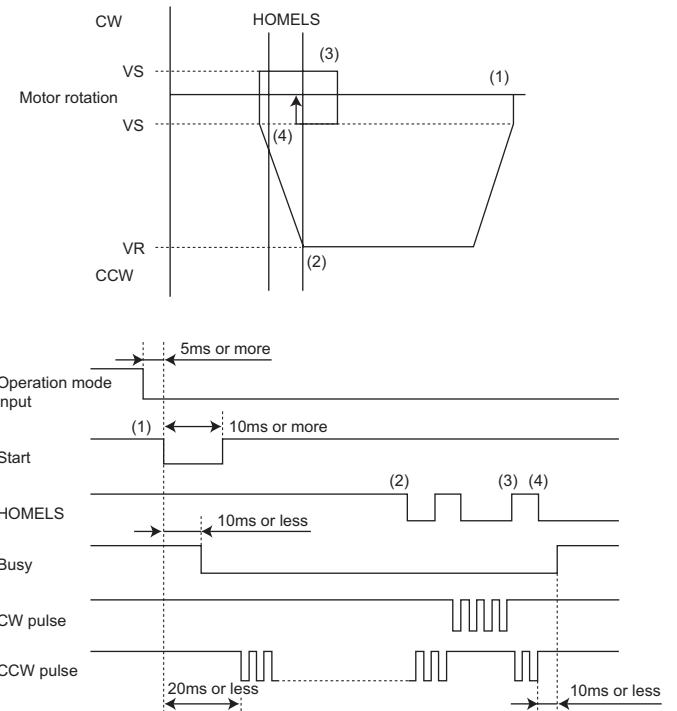 CW
HOMELS
(3)
VS
(1)
Motor rotation
VS
(4)
VR
(2)
CCW
5ms or more
Operation mode
input
(1)
10ms or more
Start
(2)
(3) (4)
HOMELS
10ms or less
Busy
CW pulse
CCW pulse
20ms or less
10ms or less